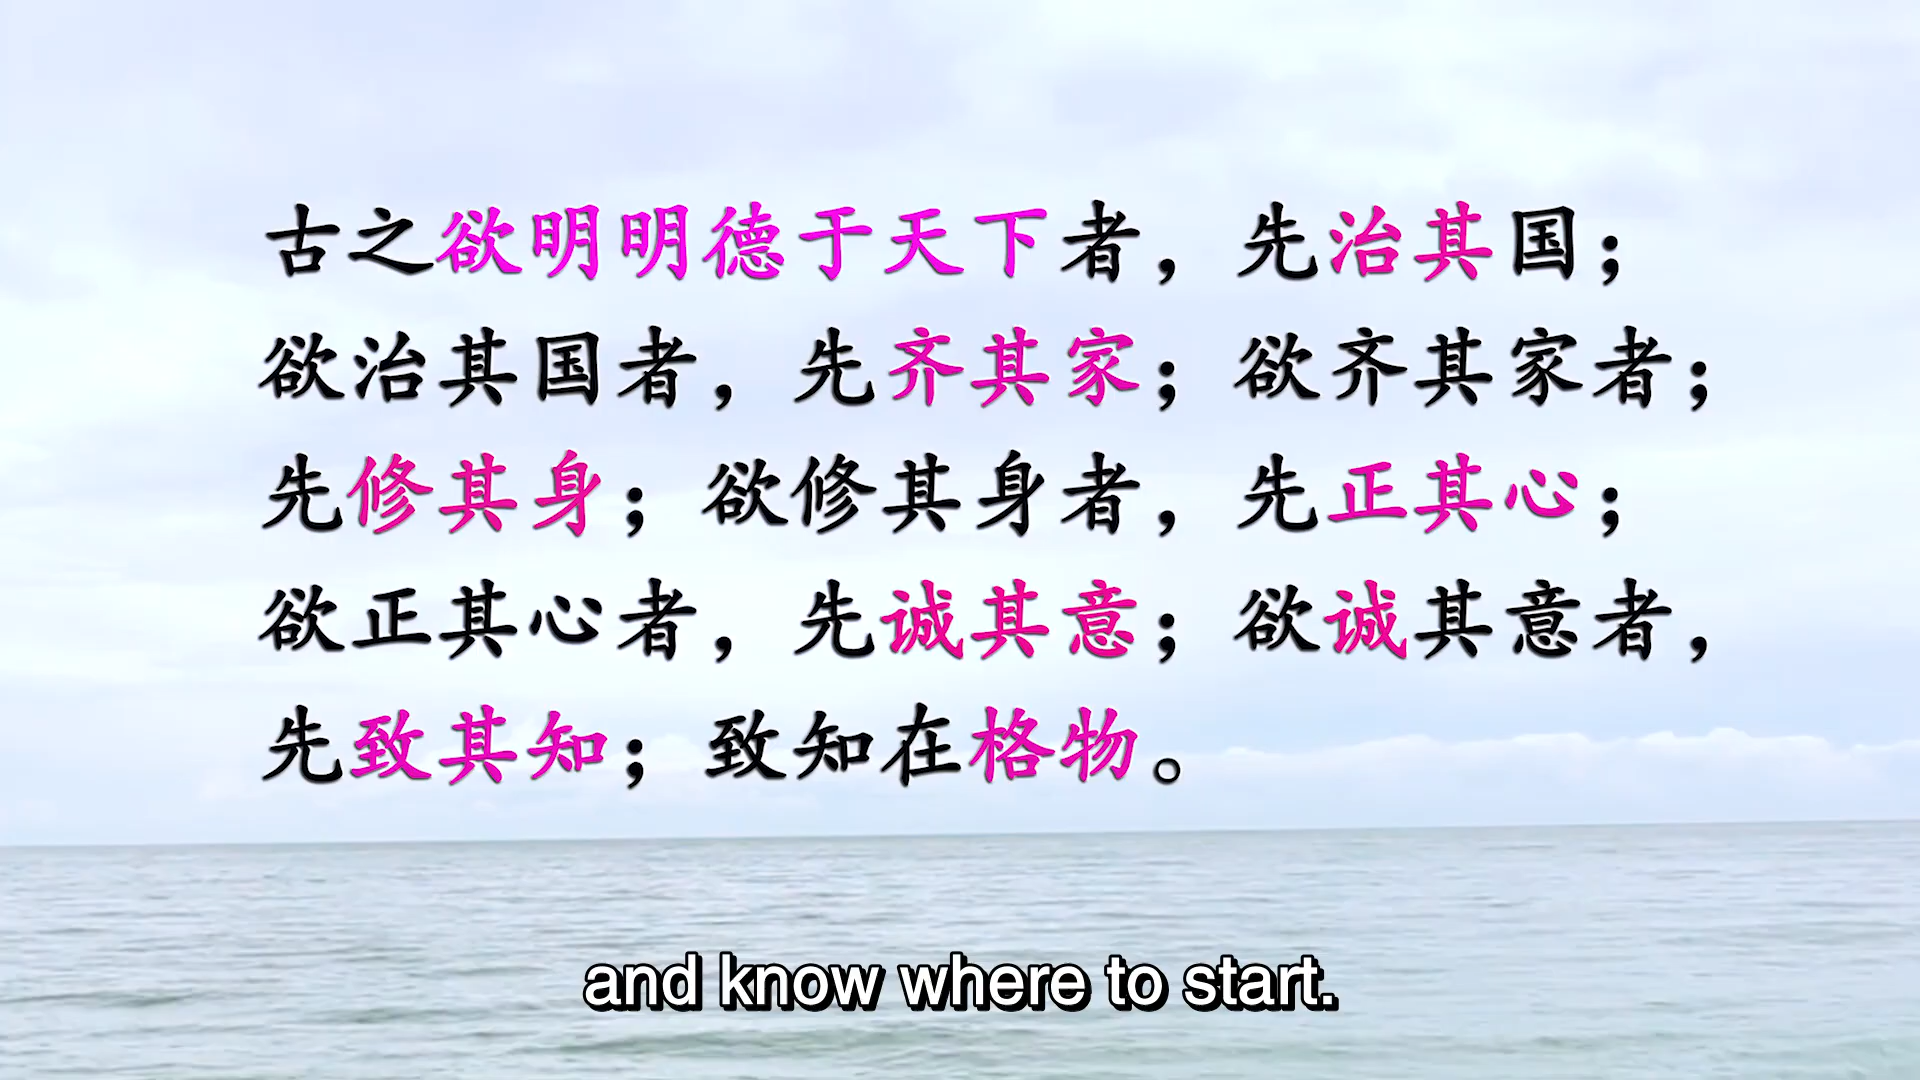 古之欲明明德于天下者，先治其国；
欲治其国者，先齐其家；欲齐其家者；
先修其身；欲修其身者，先正其心；
欲正其心者，先诚其意；欲诚其意者，
先致其知；致知在格物。
and know where to start.